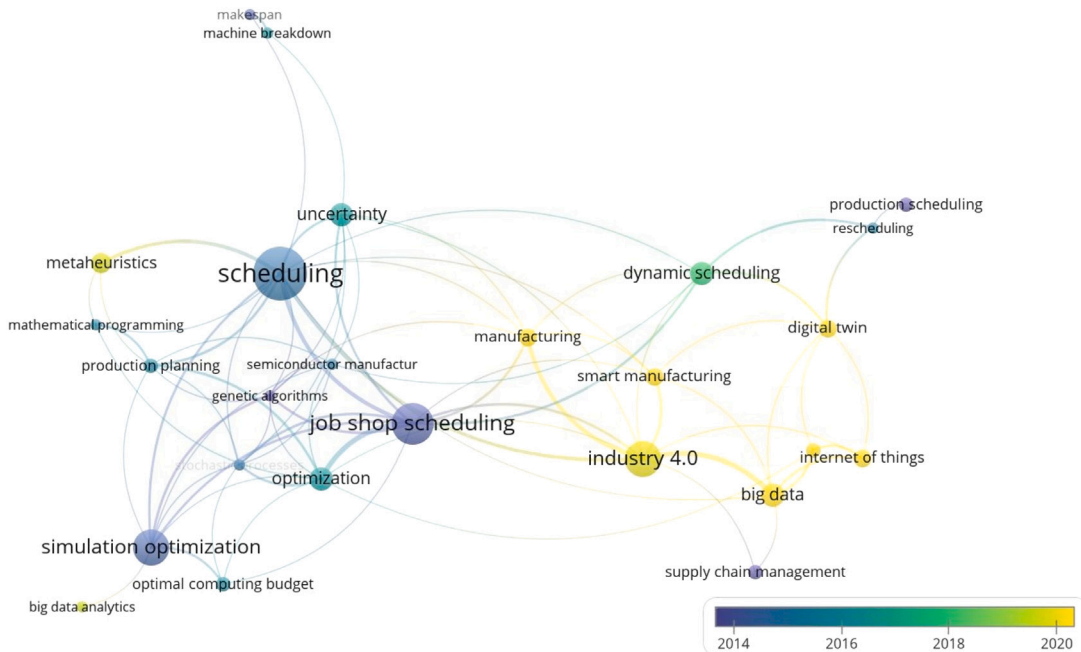 makespan
machine breakdown
production scheduling
uncertainty
rescheduling
metaheuristics
scheduling
dynamic scheduling
mathematical programming
digital twin
manufacturing
production planning
semiconductor manufactur
smart manufacturing
genetic algorithms
job shop scheduling
industry 4.0
internet of things
stochastic processes
optimization
big data
simulation optimization
supply chain management
optimal computing budget
big data analytics
2014
2016
2018
2020